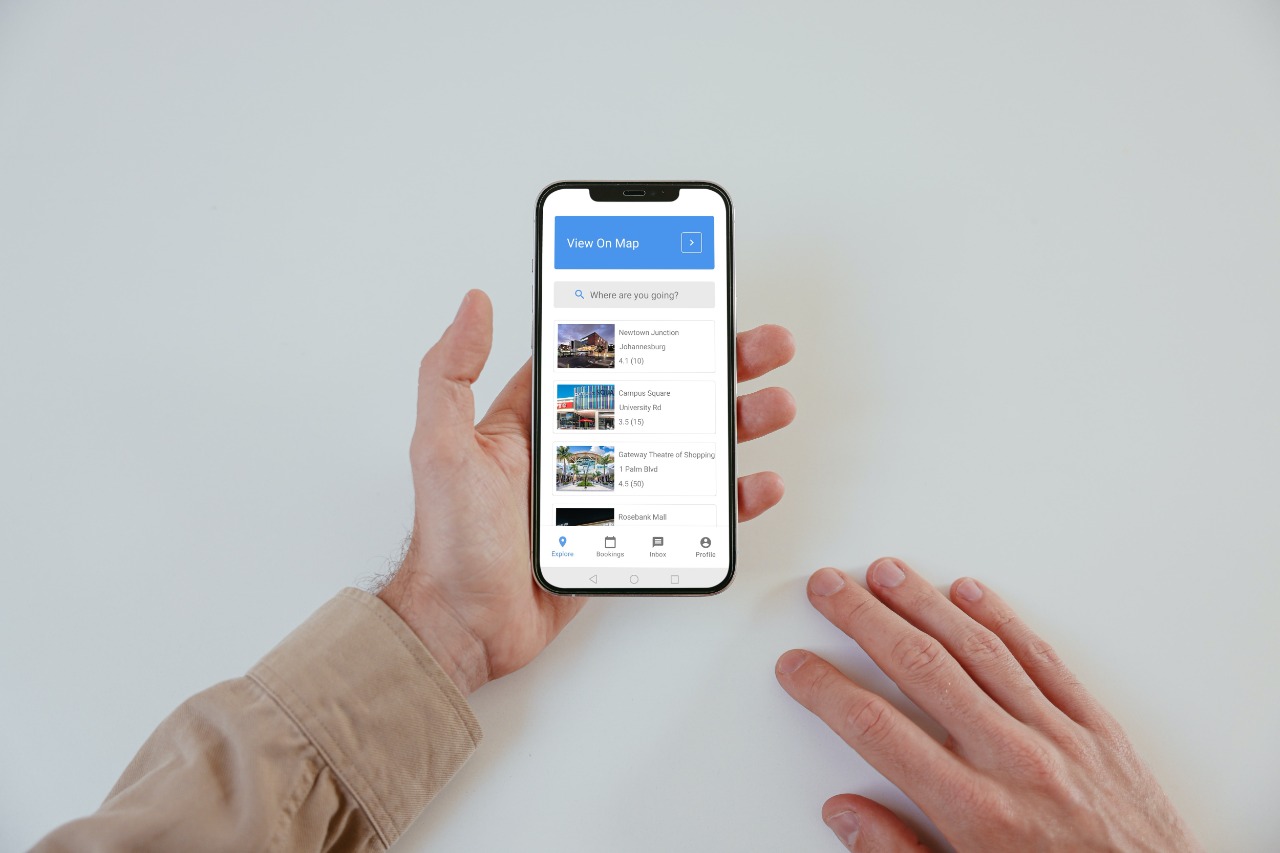 View On Map
Where are you going?
Newtown Junction
Johannesburg
4.1 (10)
Campus Square
University Rd
3.5 (15)
Gateway Theatre of Shopping
1 Palm Blvd
4.5 (50)
Rosebank Mall
Explore Bookings Inbox Profile